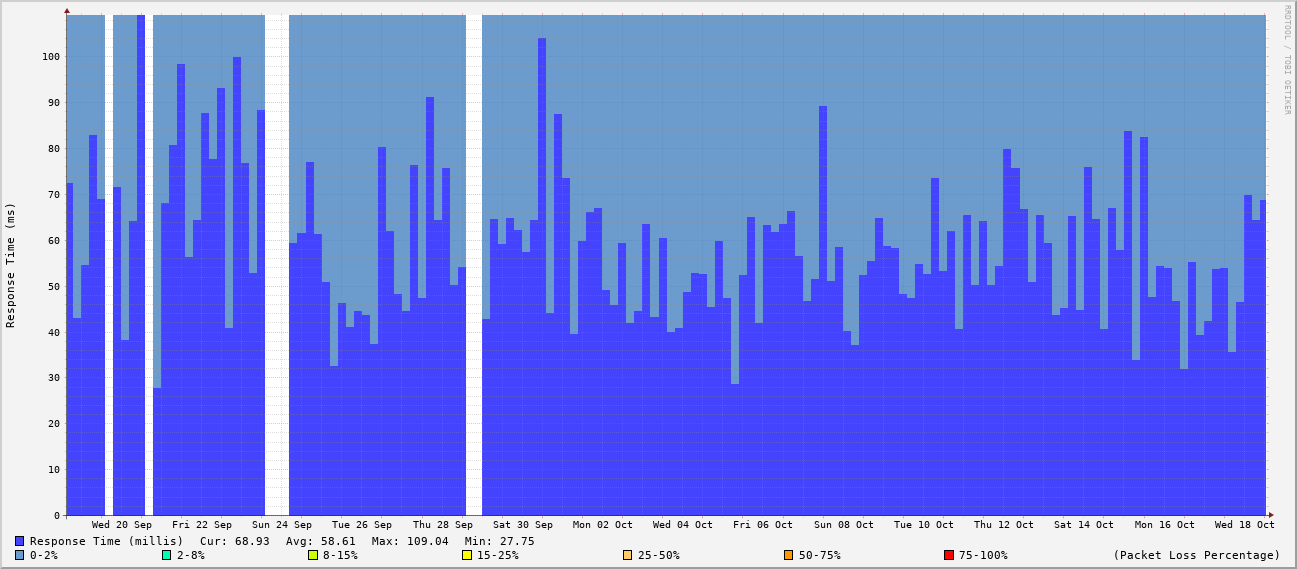 RRDTOOL / TOBI OETIKER
Response Time (ms)
100
90
80
70
60
50
40
30
20
10
0
Wed 20 Sep Fri 22 Sep Sun 24 Sep Tue 26 Sep Thu 28 Sep Sat 30 Sep Mon 02 Oct Wed 04 Oct Fri 06 Oct Sun 08 Oct Tue 10 Oct Thu 12 Oct Sat 14 Oct Mon 16 Oct Wed 18 Oct
Response Time (millis) Cur: 68.93 Avg: 58.61 Max: 109.04 Min: 27.75
0-2% 2-8% 8-15% 15-25% 25-50% 50-75% 75-100% (Packet Loss Percentage)